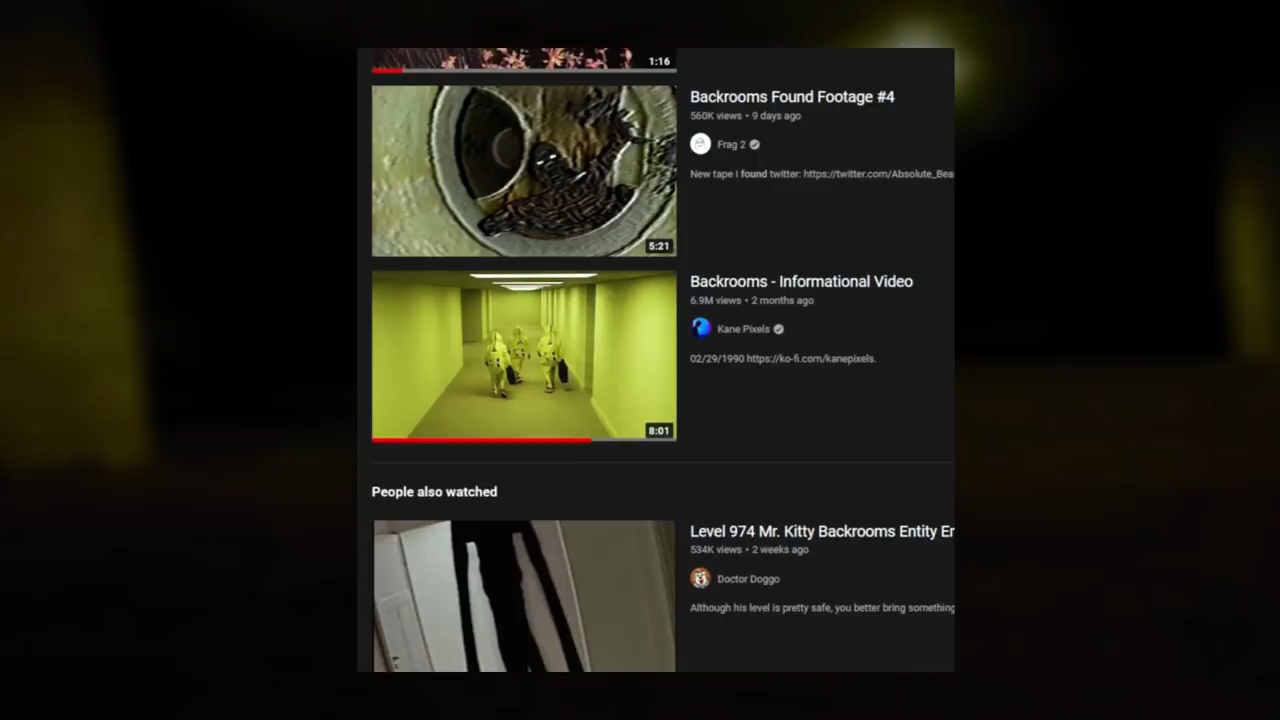 1:16
Backrooms Found Footage #4
560K views • 9 days ago
Frag 2
New tape I found twitter: https://twitter.com/Absolute_Bea
5:21
Backrooms - Informational Video
6.9M views • 2 months ago
Kane Pixels
02/29/1990 https://ko-fi.com/kanepixels.
8:01
People also watched
Level 974 Mr. Kitty Backrooms Entity Er
534K views • 2 weeks ago
Doctor Doggo
Although his level is pretty safe, you better bring something